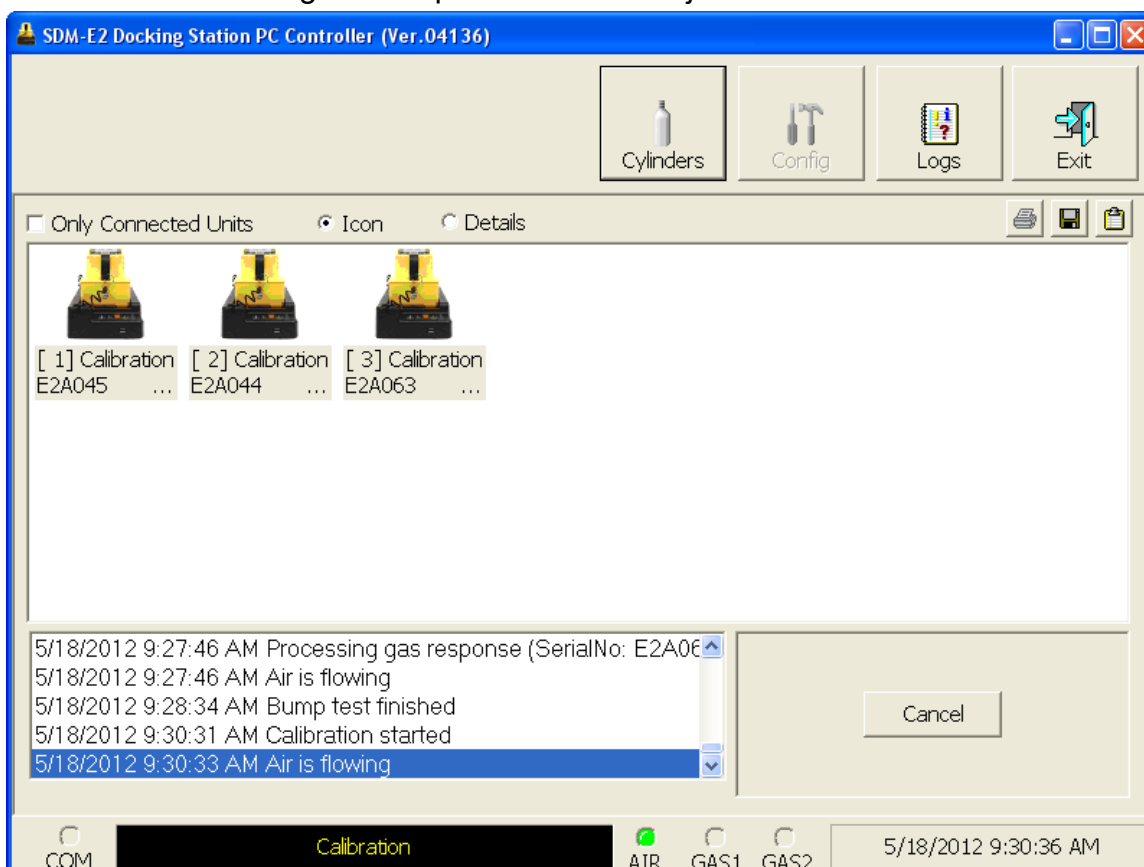 SDM-E2 Docking Station PC Controller (Ver.04136)
Cylinders
Config
Logs
Exit
Only Connected Units
Icon
Details
[ 1] Calibration
E2A045 ...
[ 2] Calibration
E2A044 ...
[ 3] Calibration
E2A063 ...
5/18/2012 9:27:46 AM Processing gas response (SerialNo: E2A06
5/18/2012 9:27:46 AM Air is flowing
5/18/2012 9:28:34 AM Bump test finished
5/18/2012 9:30:31 AM Calibration started
5/18/2012 9:30:33 AM Air is flowing
Cancel
COM
Calibration
AIR
GAS1
GAS2
5/18/2012 9:30:36 AM